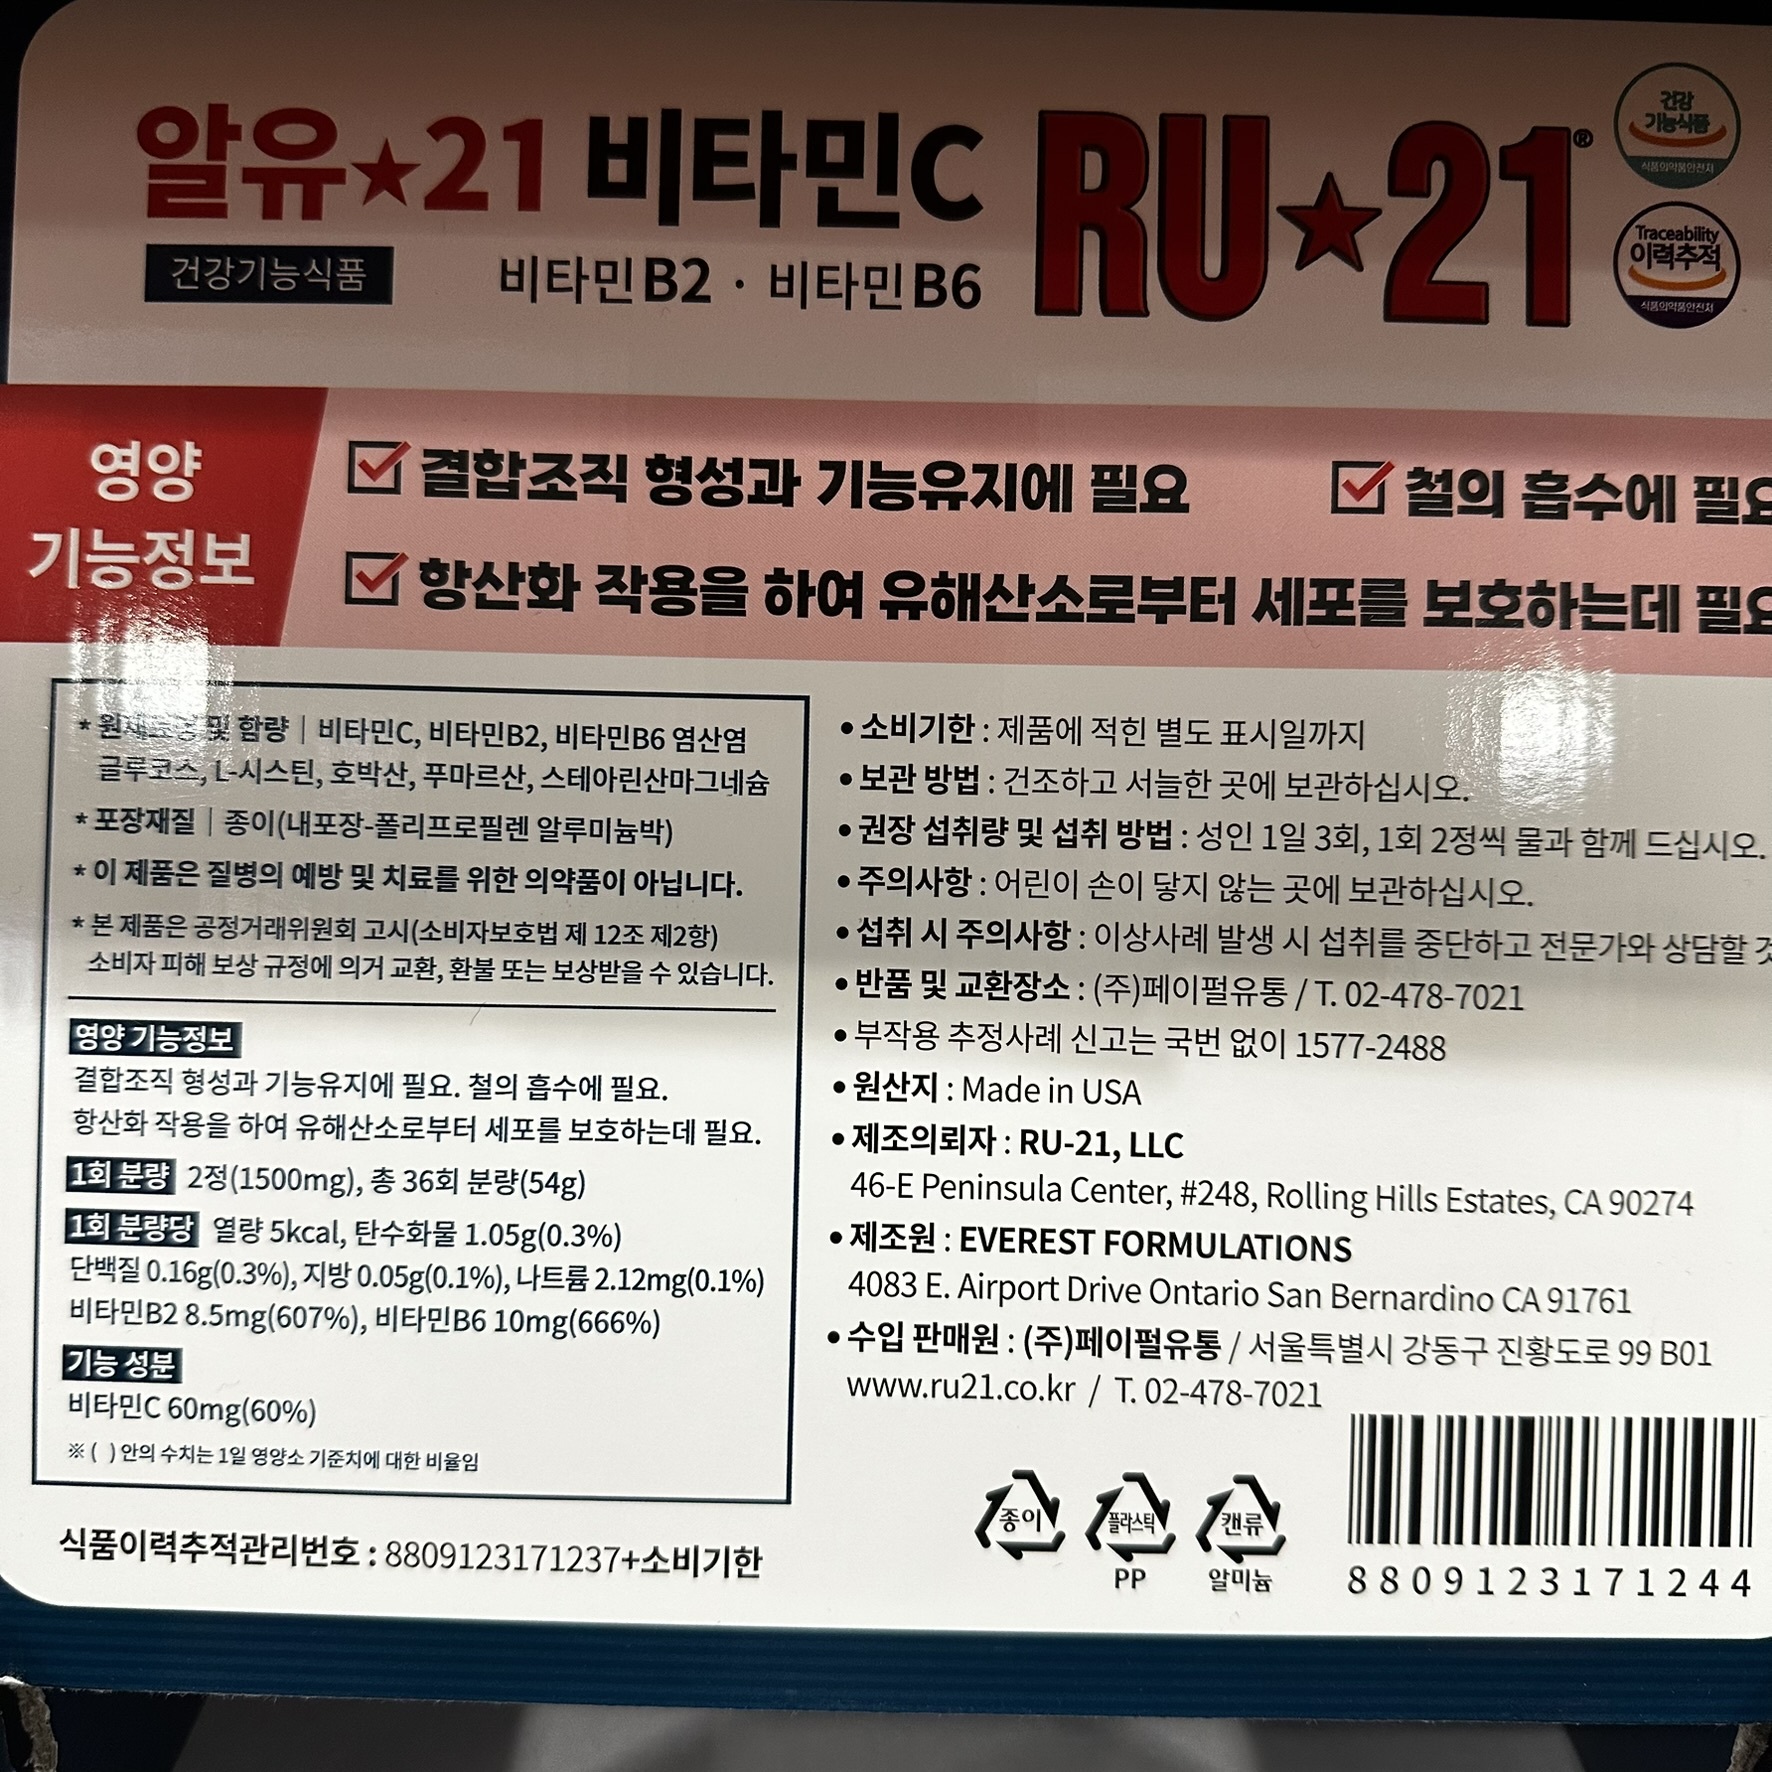 알유★21 비타민C RU★21®
건강기능식품
비타민B2 · 비타민B6
건강
기능식품
식품의약품안전처
Traceability
이력추적
식품의약품안전처
영양
기능정보
결합조직 형성과 기능유지에 필요
철의 흡수에 필요
항산화 작용을 하여 유해산소로부터 세포를 보호하는데 필요
* 원재료명 및 함량 | 비타민C, 비타민B2, 비타민B6 염산염
글루코스, L-시스틴, 호박산, 푸마르산, 스테아린산마그네슘
* 포장재질 | 종이(내포장-폴리프로필렌 알루미늄박)
* 이 제품은 질병의 예방 및 치료를 위한 의약품이 아닙니다.
* 본 제품은 공정거래위원회 고시(소비자보호법 제 12조 제2항)
소비자 피해 보상 규정에 의거 교환, 환불 또는 보상받을 수 있습니다.
영양 기능정보
결합조직 형성과 기능유지에 필요. 철의 흡수에 필요.
항산화 작용을 하여 유해산소로부터 세포를 보호하는데 필요.
1회 분량 2정(1500mg), 총 36회 분량(54g)
1회 분량당 열량 5kcal, 탄수화물 1.05g(0.3%)
단백질 0.16g(0.3%), 지방 0.05g(0.1%), 나트륨 2.12mg(0.1%)
비타민B2 8.5mg(607%), 비타민B6 10mg(666%)
기능 성분
비타민C 60mg(60%)
※ ( ) 안의 수치는 1일 영양소 기준치에 대한 비율임
식품이력추적관리번호 : 8809123171237+소비기한
• 소비기한 : 제품에 적힌 별도 표시일까지
• 보관 방법 : 건조하고 서늘한 곳에 보관하십시오.
• 권장 섭취량 및 섭취 방법 : 성인 1일 3회, 1회 2정씩 물과 함께 드십시오.
• 주의사항 : 어린이 손이 닿지 않는 곳에 보관하십시오.
• 섭취 시 주의사항 : 이상사례 발생 시 섭취를 중단하고 전문가와 상담할 것
• 반품 및 교환장소 : (주)페이펄유통 / T. 02-478-7021
• 부작용 추정사례 신고는 국번 없이 1577-2488
• 원산지 : Made in USA
• 제조의뢰자 : RU-21, LLC
46-E Peninsula Center, #248, Rolling Hills Estates, CA 90274
• 제조원 : EVEREST FORMULATIONS
4083 E. Airport Drive Ontario San Bernardino CA 91761
• 수입 판매원 : (주)페이펄유통 / 서울특별시 강동구 진황도로 99 B01
www.ru21.co.kr / T. 02-478-7021
종이 플라스틱 캔류
PP 알미늄
8809123171244